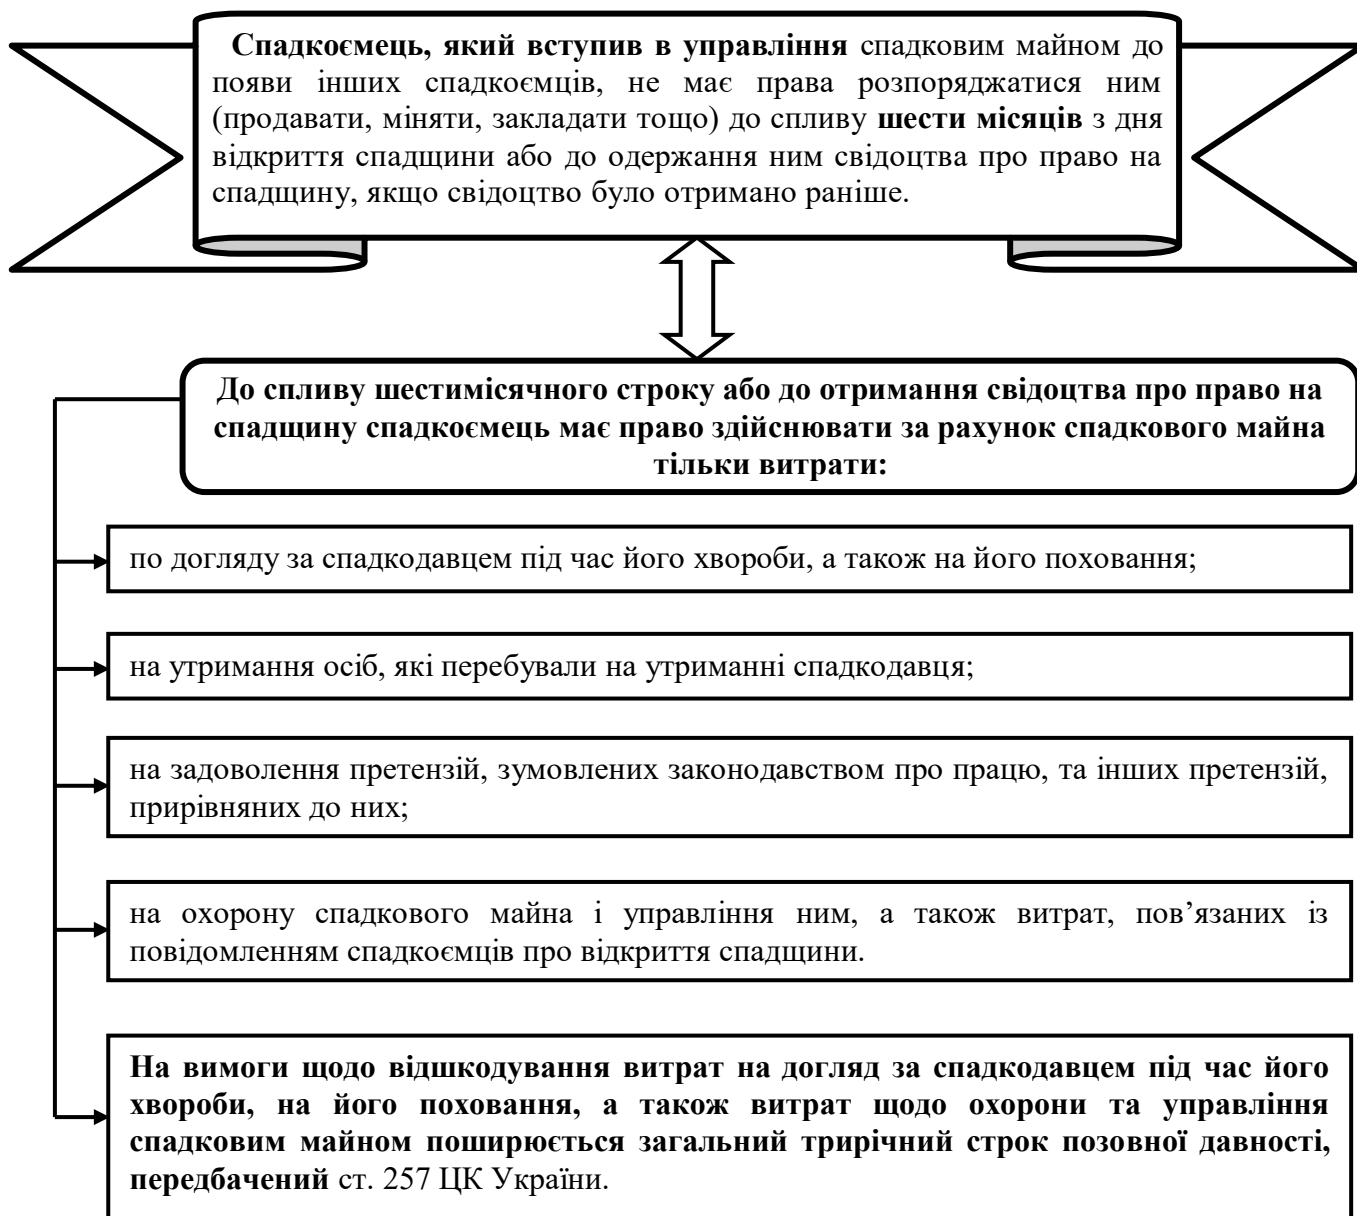 Спадкоємець, який вступив в управління спадковим майном до
появи інших спадкоємців, не має права розпоряджатися ним
(продавати, міняти, закладати тощо) до спливу шести місяців з дня
відкриття спадщини або до одержання ним свідоцтва про право на
спадщину, якщо свідоцтво було отримано раніше.
До спливу шестимісячного строку або до отримання свідоцтва про право на
спадщину спадкоємець має право здійснювати за рахунок спадкового майна
тільки витрати:
по догляду за спадкодавцем під час його хвороби, а також на його поховання;
на утримання осіб, які перебували на утриманні спадкодавця;
на задоволення претензій, зумовлених законодавством про працю, та інших претензій,
прирівняних до них;
на охорону спадкового майна і управління ним, а також витрат, пов’язаних із
повідомленням спадкоємців про відкриття спадщини.
На вимоги щодо відшкодування витрат на догляд за спадкодавцем під час його
хвороби, на його поховання, а також витрат щодо охорони та управління
спадковим майном поширюється загальний трирічний строк позовної давності,
передбачений ст. 257 ЦК України.